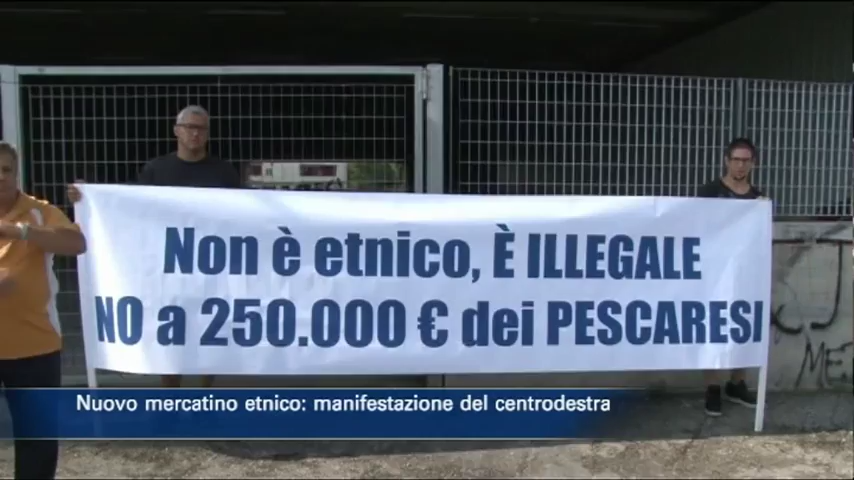 Non è etnico, È ILLEGALE
NO a 250.000 € dei PESCARESI
Nuovo mercatino etnico: manifestazione del centrodestra